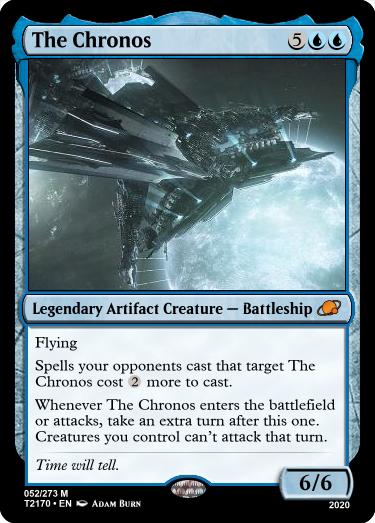 The Chronos 5
Legendary Artifact Creature — Battleship
Flying
Spells your opponents cast that target The
Chronos cost 2 more to cast.
Whenever The Chronos enters the battlefield
or attacks, take an extra turn after this one.
Creatures you control can't attack that turn.
Time will tell.
6/6
052/273 M
T2170 • EN Adam Burn
2020